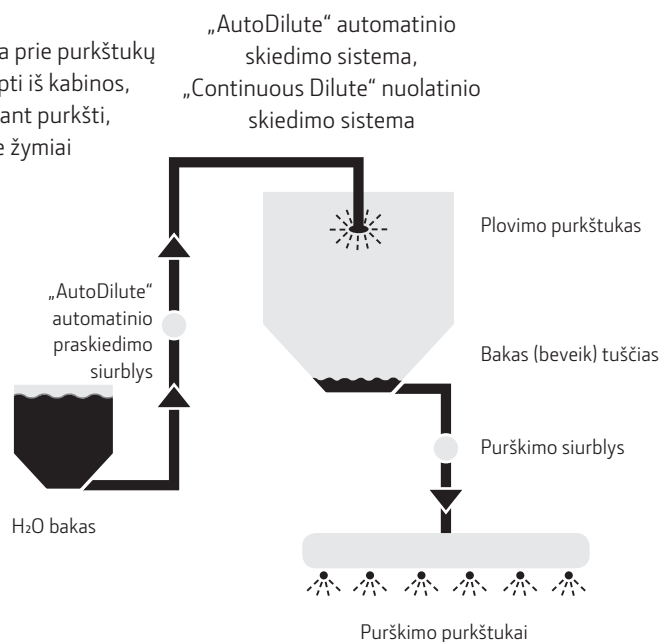 a prie purkštukų
pti iš kabinos,
ant purkšti,
e žymiai
„AutoDilute“ automatinio
skiedimo sistema,
„Continuous Dilute“ nuolatinio
skiedimo sistema
Plovimo purkštukas
„AutoDilute“
automatinio
praskiedimo
siurblys
Bakas (beveik) tuščias
Purškimo siurblys
H₂O bakas
Purškimo purkštukai